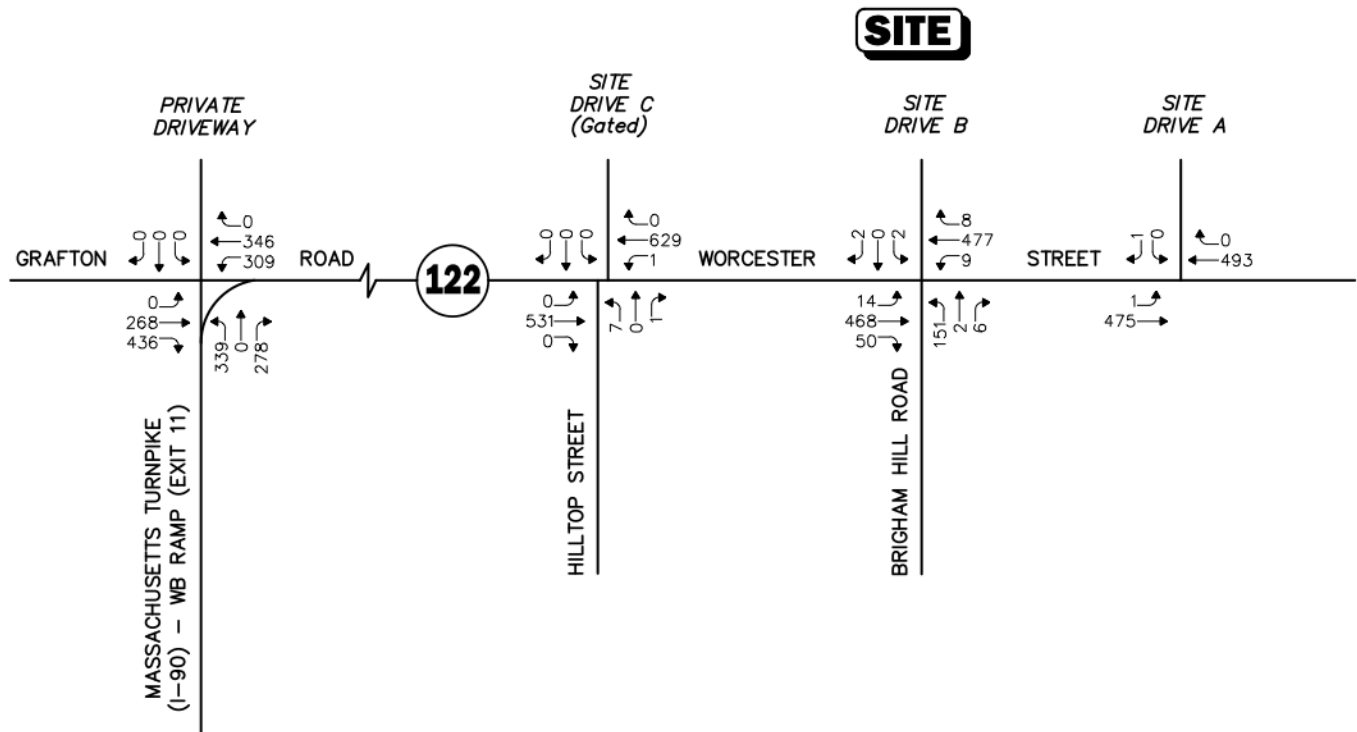 SITE
PRIVATE
DRIVEWAY
SITE
DRIVE C
(Gated)
SITE
DRIVE B
SITE
DRIVE A
GRAFTON
0
0
0
0
346
309
ROAD
122
0
0
0
0
629
1
WORCESTER
2
0
2
8
477
9
STREET
1
0
0
493
0
268
436
339
0
278
0
531
0
7
0
1
14
468
50
151
2
6
1
475
MASSACHUSETTS TURNPIKE
(I-90) - WB RAMP (EXIT 11)
HILLTOP STREET
BRIGHAM HILL ROAD